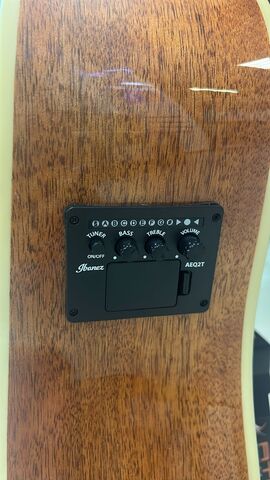 A B C D E F G
TUNER BASS TREBLE VOLUME
ON/OFF
Ibanez AEQ2T